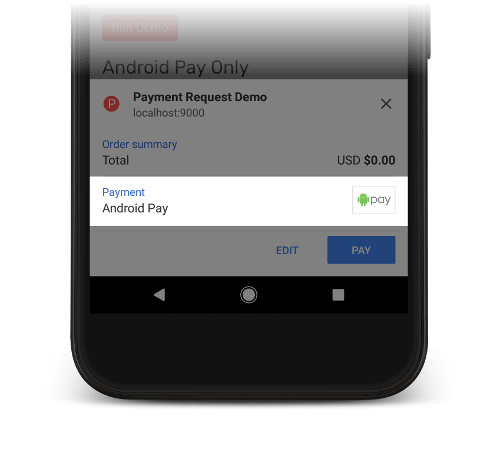 Run Demo
Android Pay Only
P
Payment Request Demo
localhost:9000
Order summary
Total USD $0.00
Payment
Android Pay pay
EDIT PAY